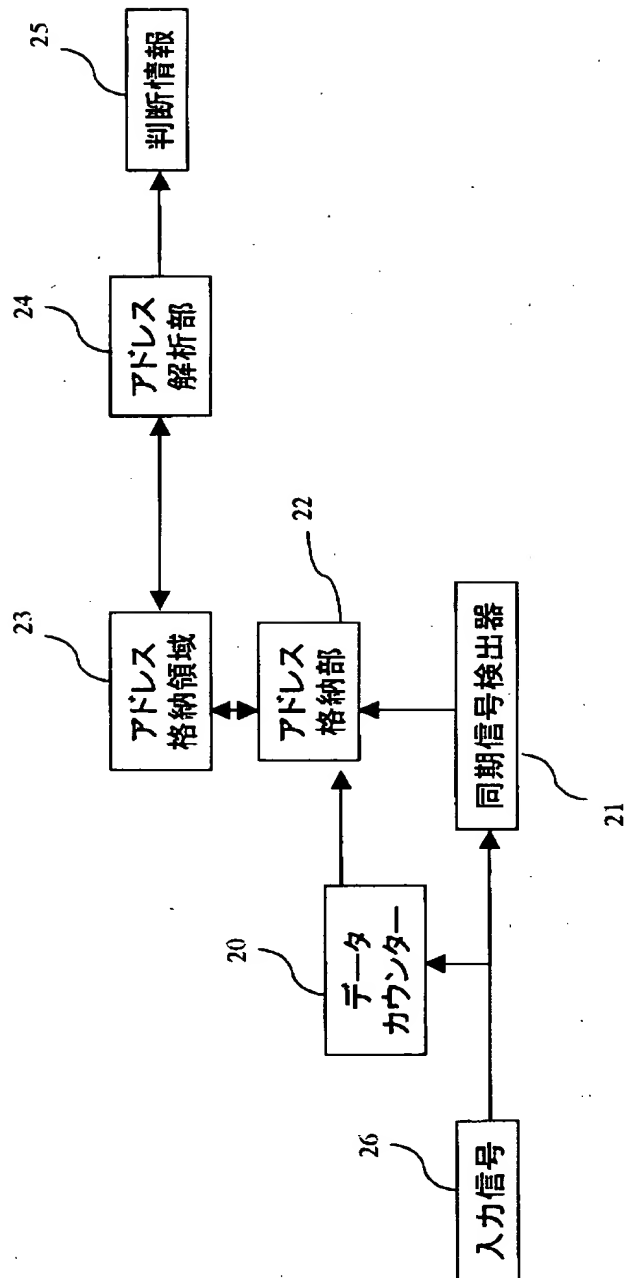 25
判断情報
24
アドレス
解析部
23
アドレス
格納領域
22
アドレス
格納部
同期信号検出器
21
20
データ
カウンター
26
入力信号